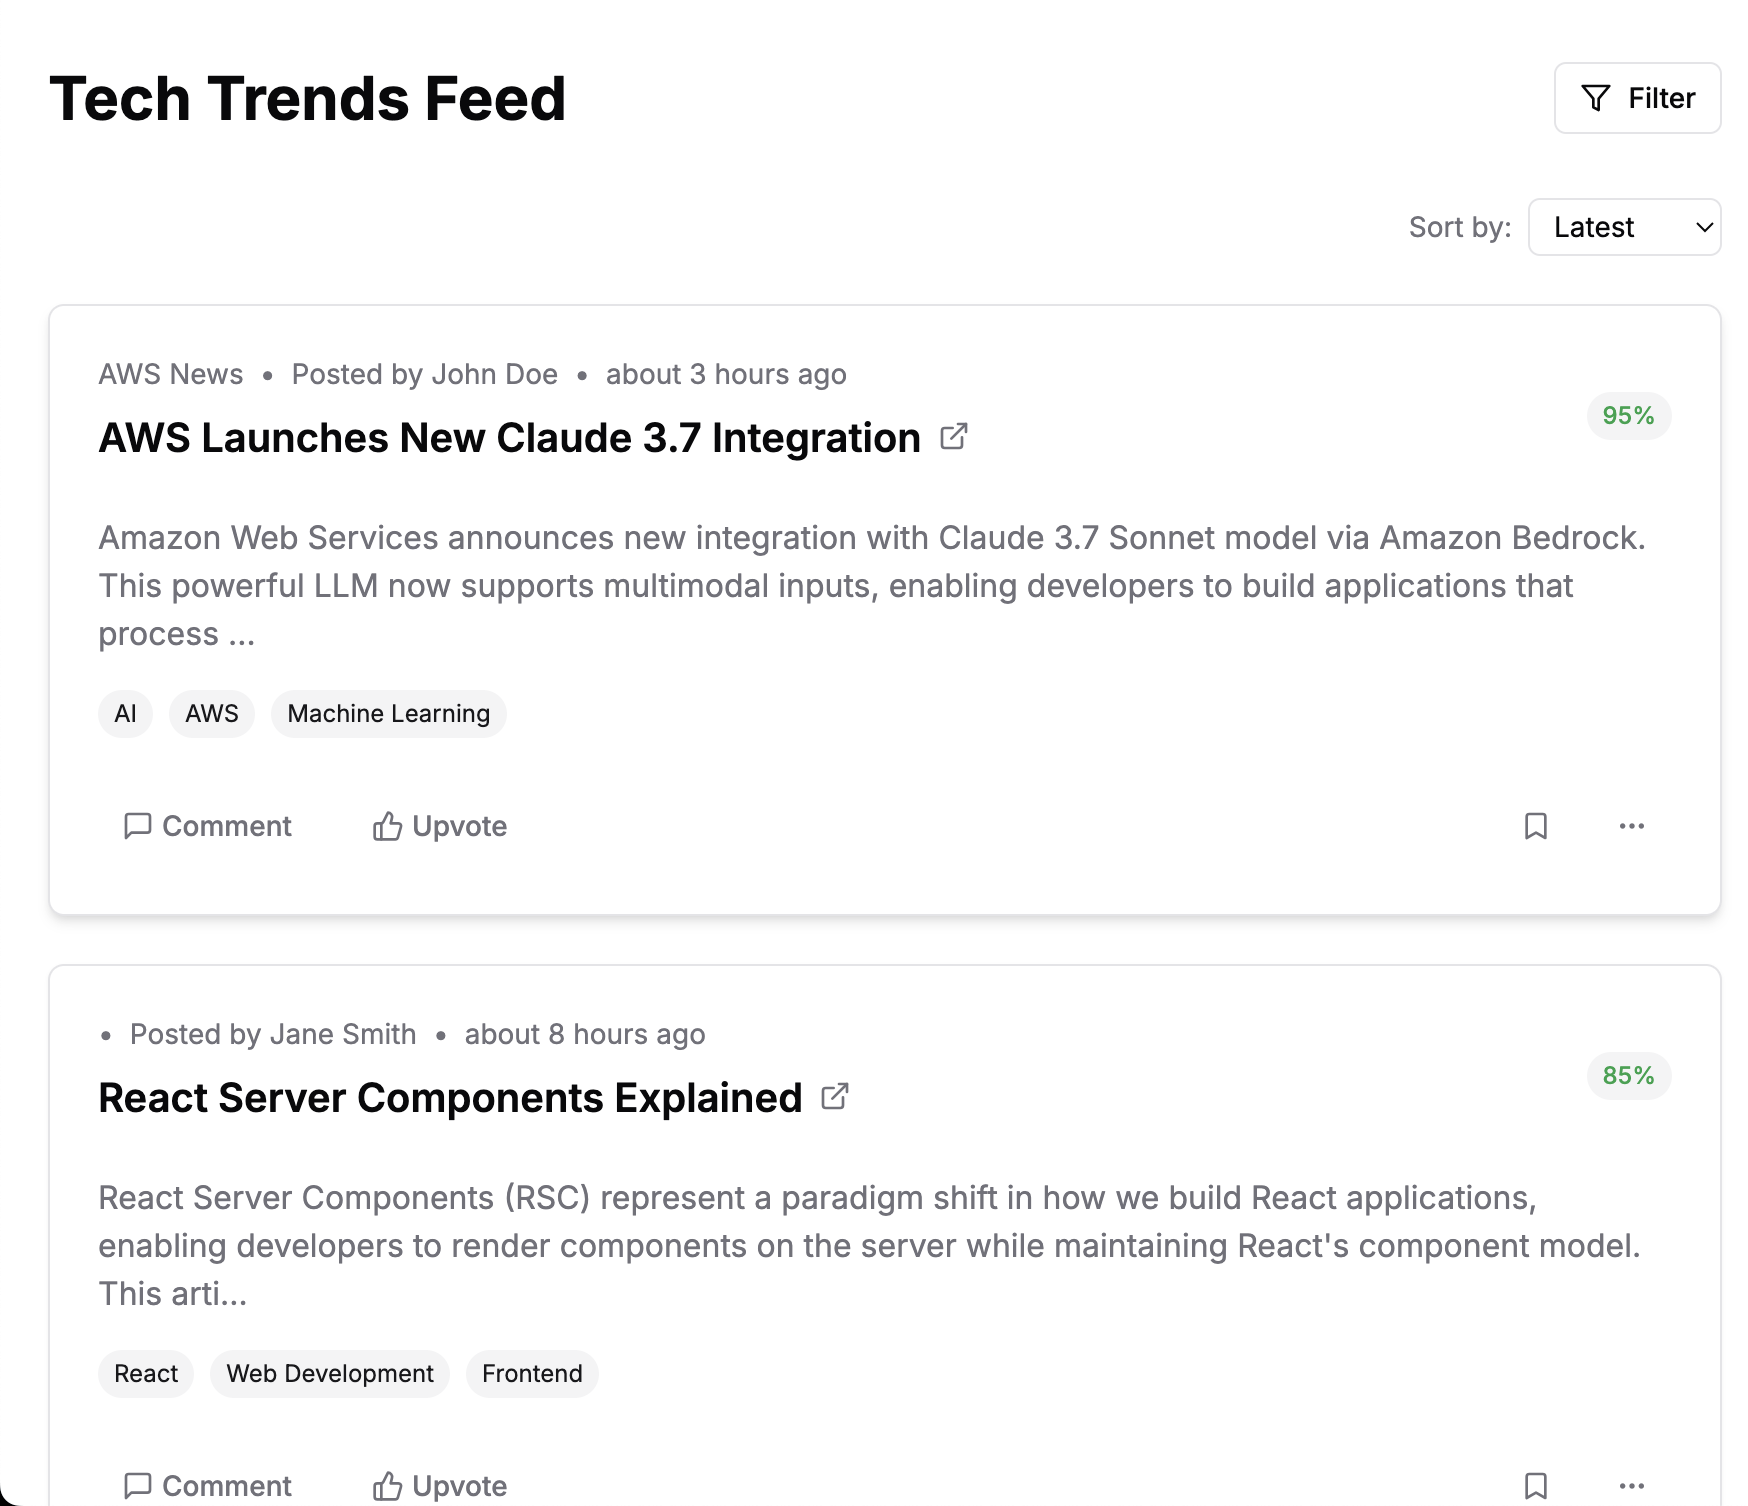 Tech Trends Feed
Filter
Sort by: Latest
AWS News • Posted by John Doe • about 3 hours ago
AWS Launches New Claude 3.7 Integration
95%
Amazon Web Services announces new integration with Claude 3.7 Sonnet model via Amazon Bedrock.
This powerful LLM now supports multimodal inputs, enabling developers to build applications that
process ...
AI AWS Machine Learning
Comment Upvote
• Posted by Jane Smith • about 8 hours ago
React Server Components Explained
85%
React Server Components (RSC) represent a paradigm shift in how we build React applications,
enabling developers to render components on the server while maintaining React's component model.
This arti...
React Web Development Frontend
Comment Upvote